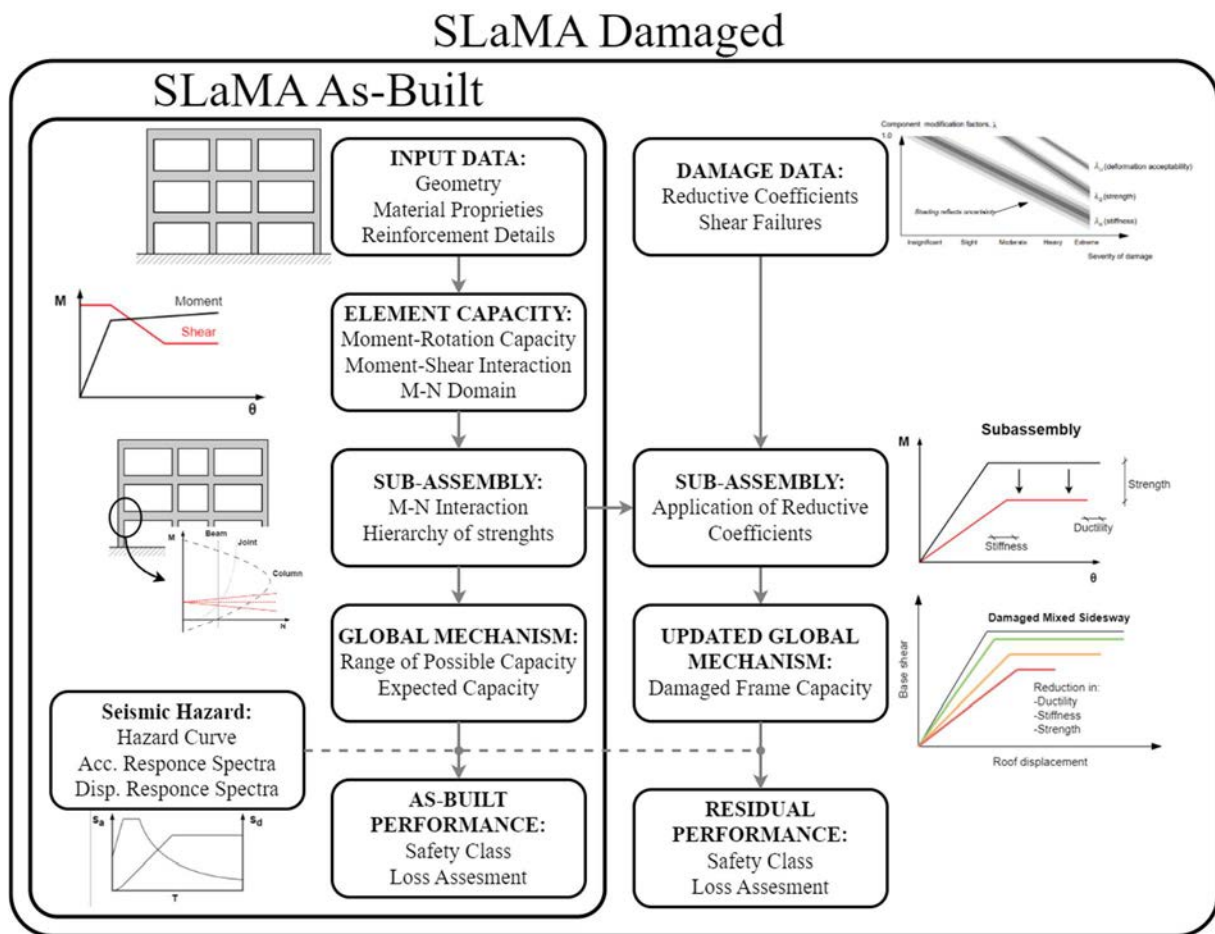 SLaMA Damaged
SLaMA As-Built
INPUT DATA:
Geometry
Material Proprieties
Reinforcement Details
DAMAGE DATA:
Reductive Coefficients
Shear Failures
Component modification factors, λ
1.0
λd (deformation acceptability)
λQ (strength)
λK (stiffness)
Shading reflects uncertainty
Insignificant Slight Moderate Heavy Extreme
Severity of damage
M
Moment
Shear
θ
ELEMENT CAPACITY:
Moment-Rotation Capacity
Moment-Shear Interaction
M-N Domain
M
Beam
Joint
Column
N
SUB-ASSEMBLY:
M-N Interaction
Hierarchy of strenghts
SUB-ASSEMBLY:
Application of Reductive
Coefficients
Subassembly
M
Strength
Ductility
Stiffness
θ
GLOBAL MECHANISM:
Range of Possible Capacity
Expected Capacity
UPDATED GLOBAL
MECHANISM:
Damaged Frame Capacity
Damaged Mixed Sidesway
Base shear
Reduction in:
-Ductility
-Stiffness
-Strength
Roof displacement
Seismic Hazard:
Hazard Curve
Acc. Responce Spectra
Disp. Responce Spectra
Sa
Sd
T
AS-BUILT
PERFORMANCE:
Safety Class
Loss Assesment
RESIDUAL
PERFORMANCE:
Safety Class
Loss Assesment